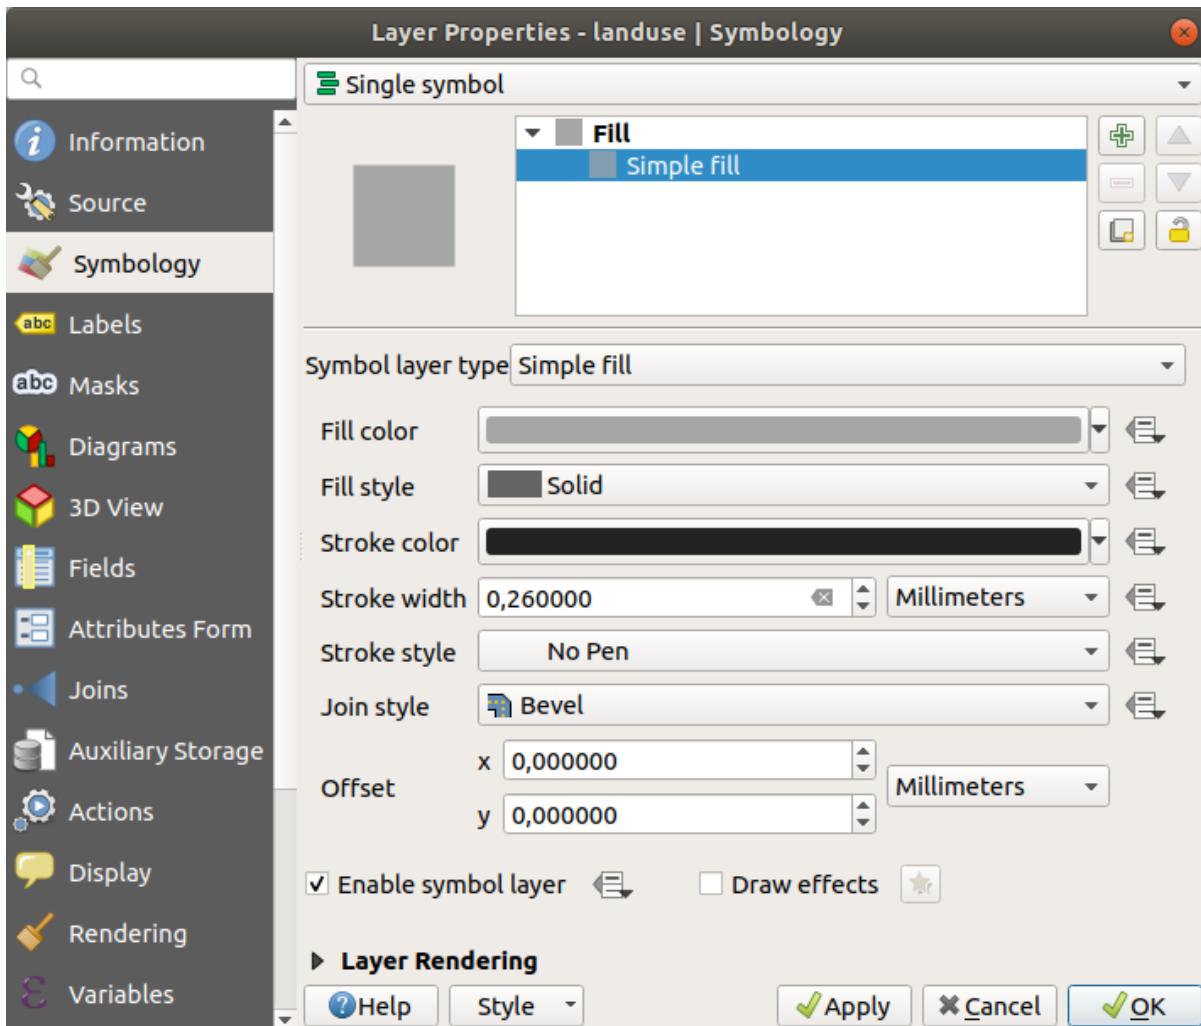 Layer Properties - landuse | Symbology
Single symbol
Information
Source
Symbology
abc Labels
abc Masks
Diagrams
3D View
Fields
Attributes Form
Joins
Auxiliary Storage
Actions
Display
Rendering
Variables
Fill
Simple fill
Symbol layer type Simple fill
Fill color
Fill style Solid
Stroke color
Stroke width 0,260000 Millimeters
Stroke style No Pen
Join style Bevel
Offset
x 0,000000
Millimeters
y 0,000000
Enable symbol layer Draw effects
Layer Rendering
Help Style Apply Cancel OK